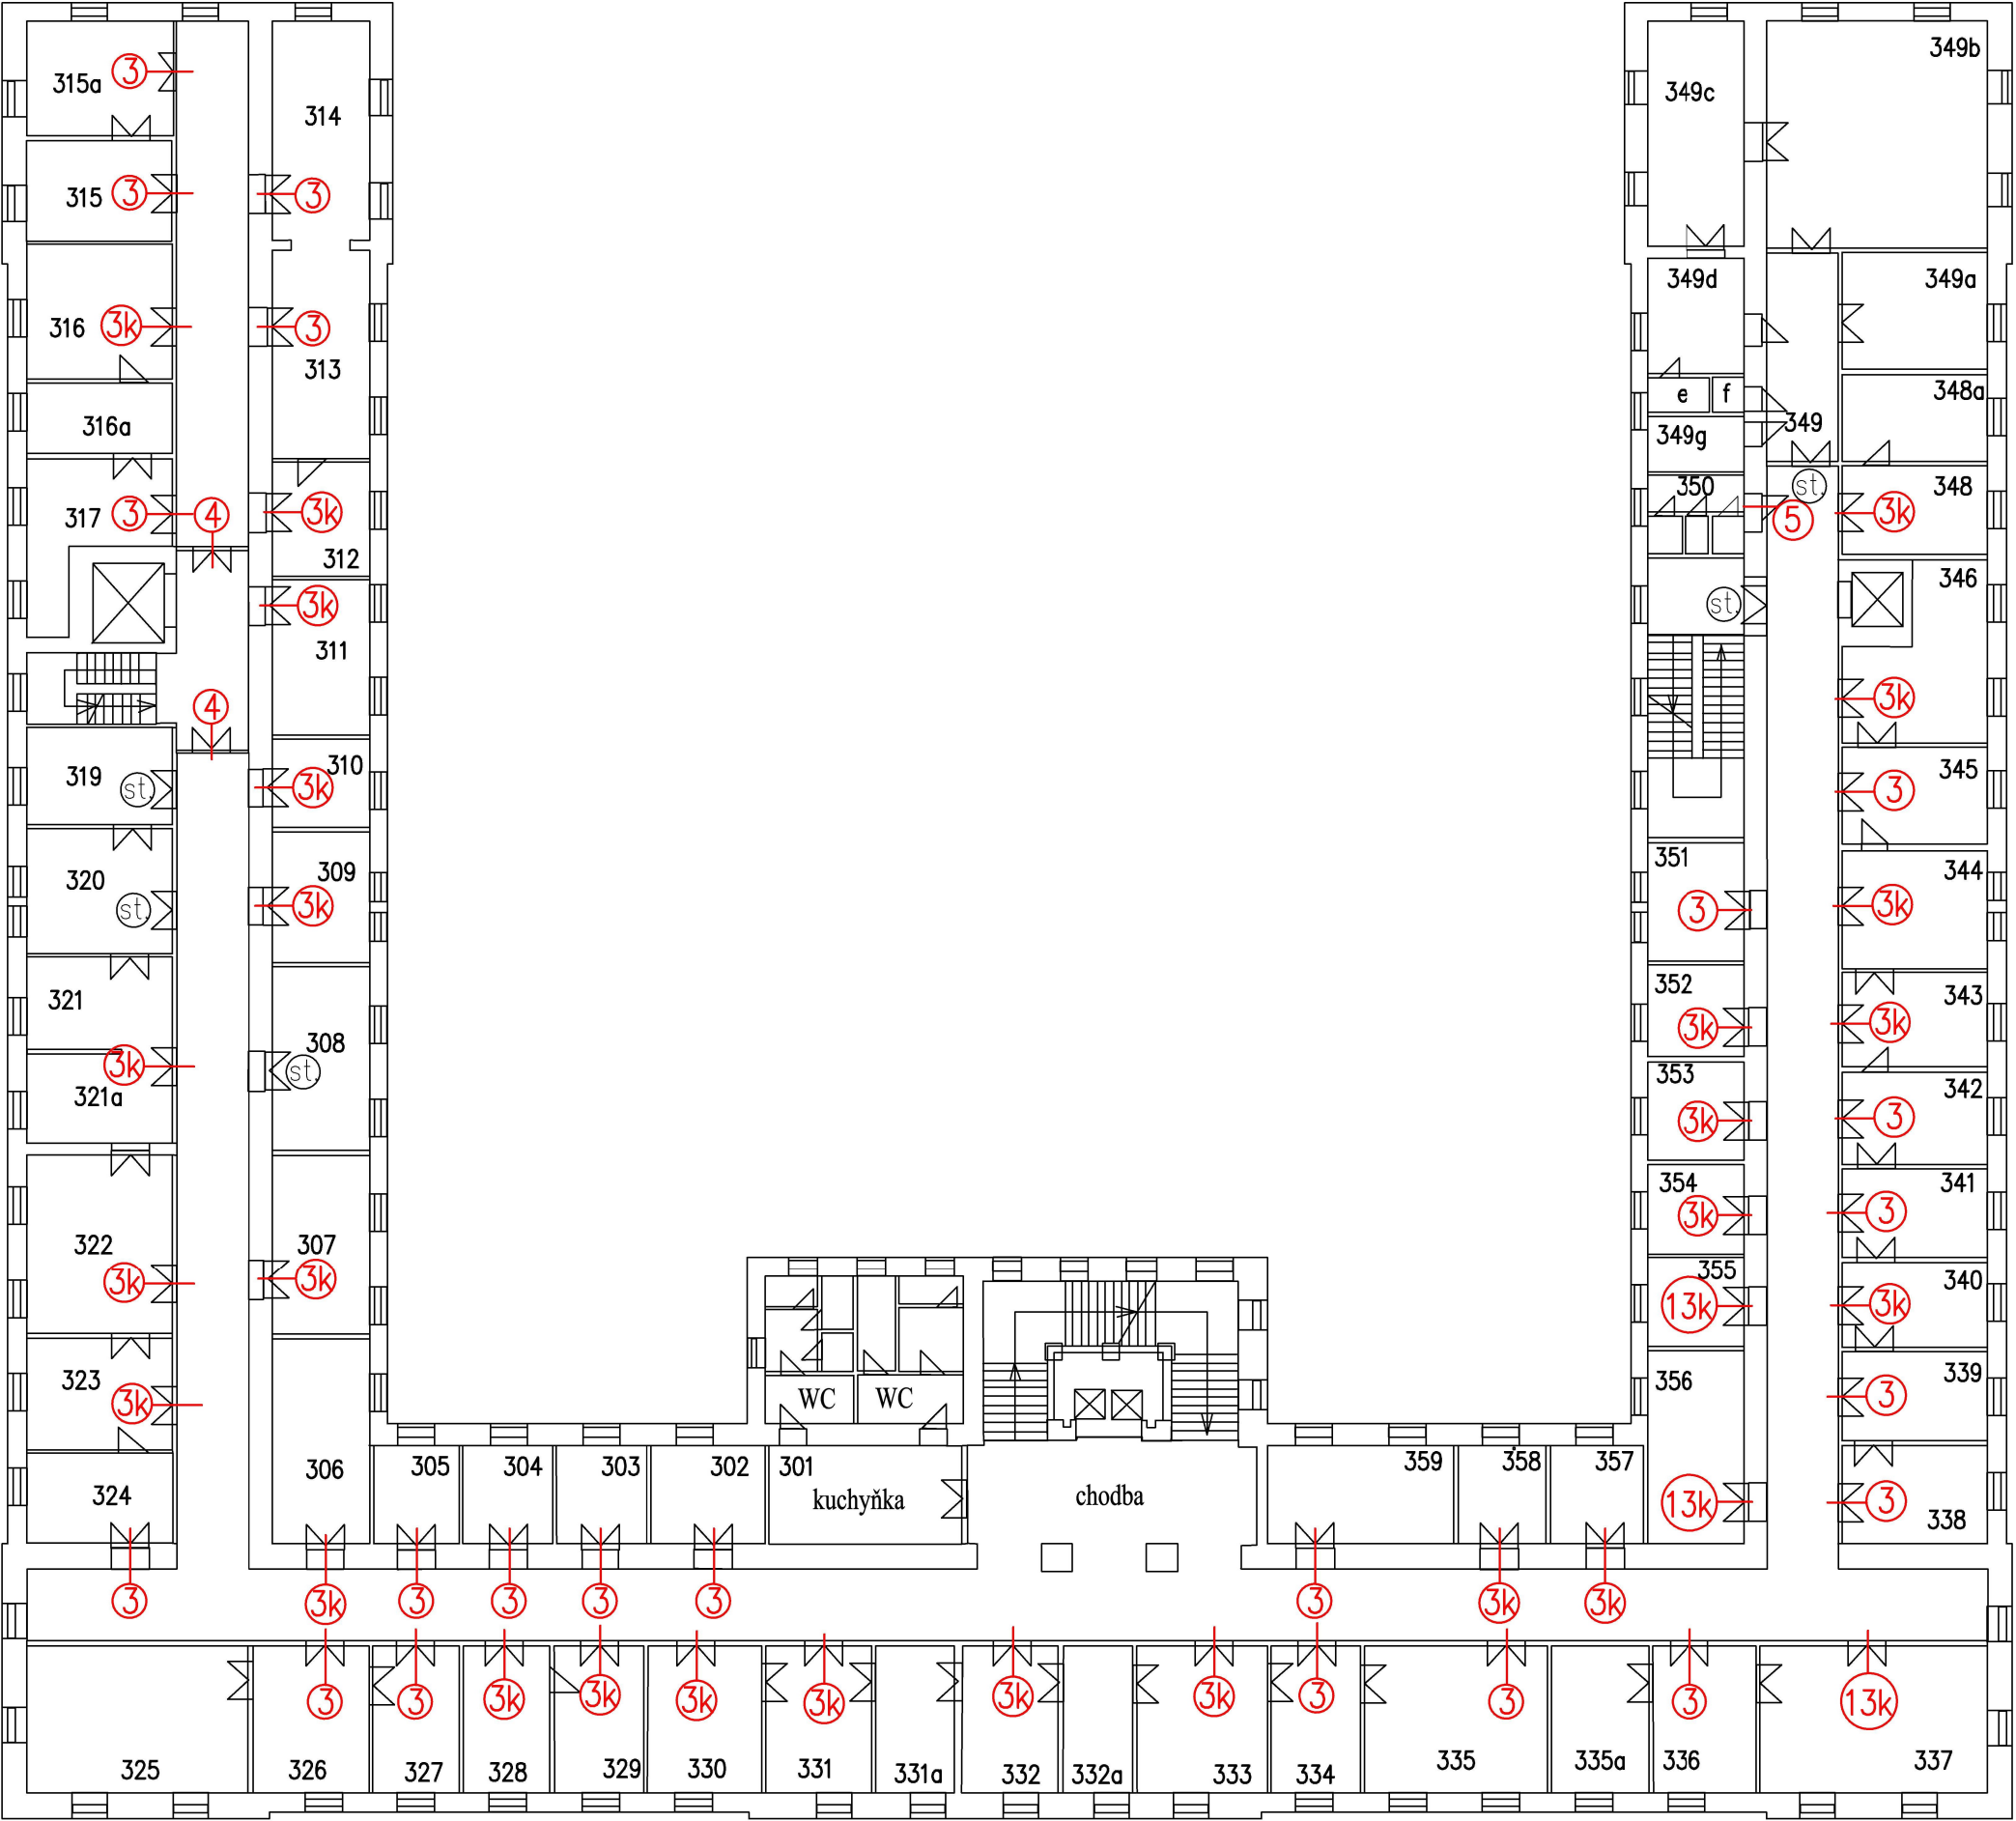 315a 3
314
349c
349b
315 3
3
349d
349a
316 3k
3
313
316a
e f
349
348a
349g
317 3 4
3k
312
350
st.
5
348
3k
3k
311
st.
346
4
3k
319 st.
310
3k
345
3
320 st.
309
3k
351
3
344
3k
321
308
st.
352
3k
343
3k
3k
321a
353
3k
342
3
322
3k
307
3k
354
3k
341
3
355
13k
340
3k
323
3k
WC WC
356
339
3
324
306
305
304
303
302
301
kuchyňka
chodba
359
358
357
13k
3
338
3
3k
3
3
3
3
3
3k
3k
3
3
3k
3k
3k
3k
3k
3k
3
3
3
13k
325
326
327
328
329
330
331
331a
332
332a
333
334
335
335a
336
337